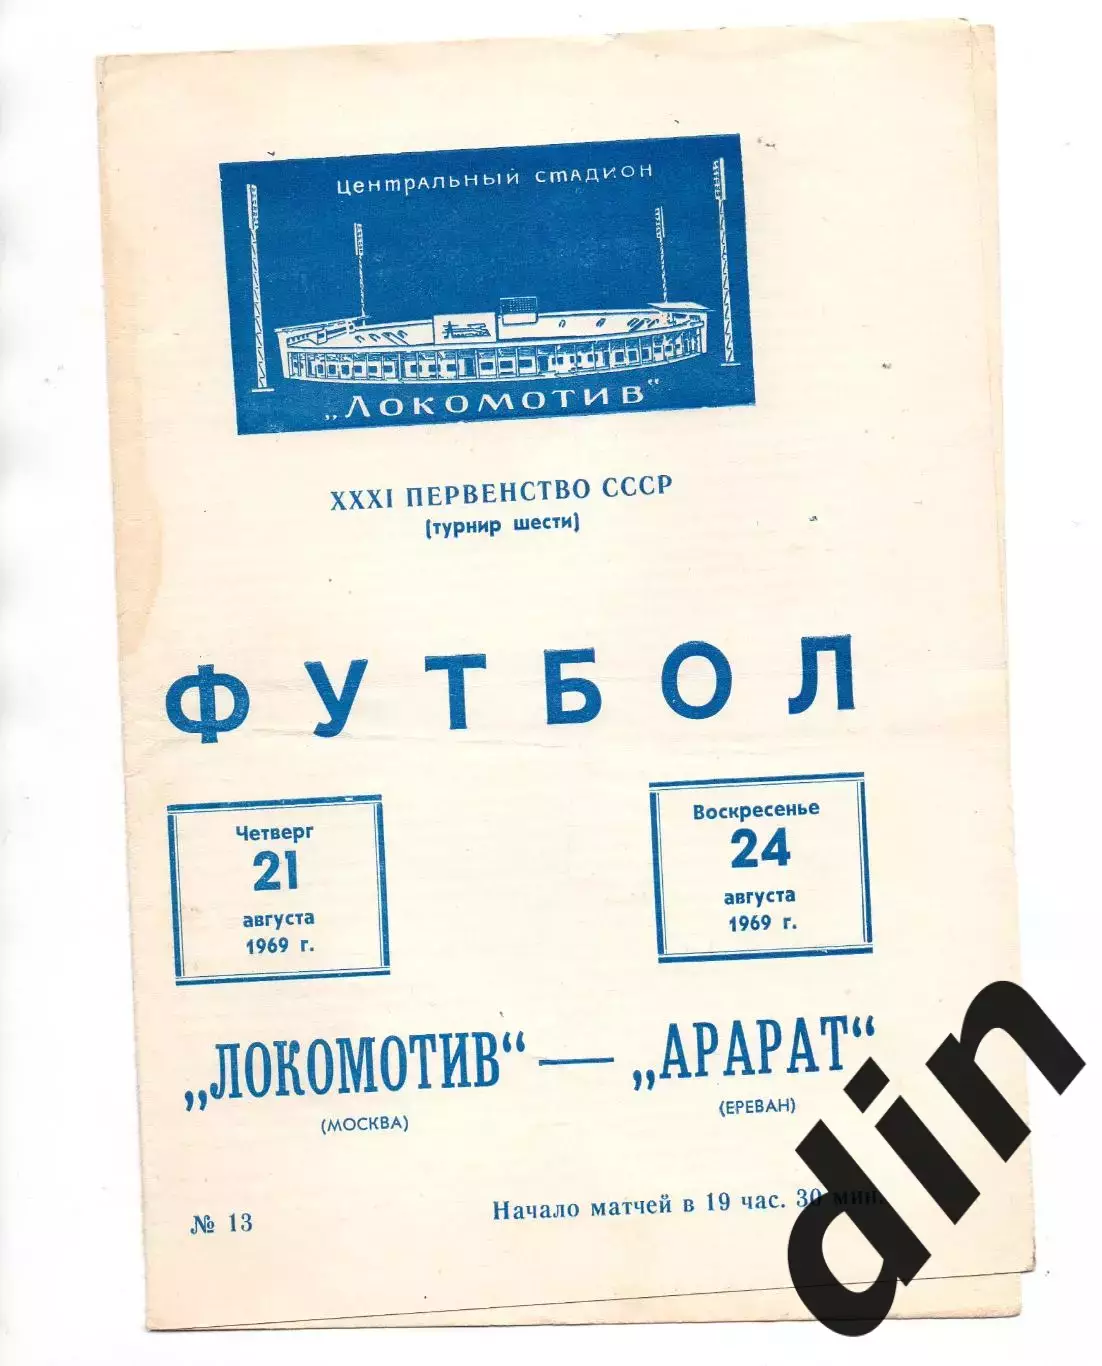 Центральный стадион
„Локомотив“
XXXI ПЕРВЕНСТВО СССР
(турнир шести)
ФУТБОЛ
Четверг
21
августа
1969 г.
Воскресенье
24
августа
1969 г.
„ЛОКОМОТИВ“ — „АРАРАТ“
(МОСКВА)
(ЕРЕВАН)
№ 13
Начало матчей в 19 час. 30 мин.
din